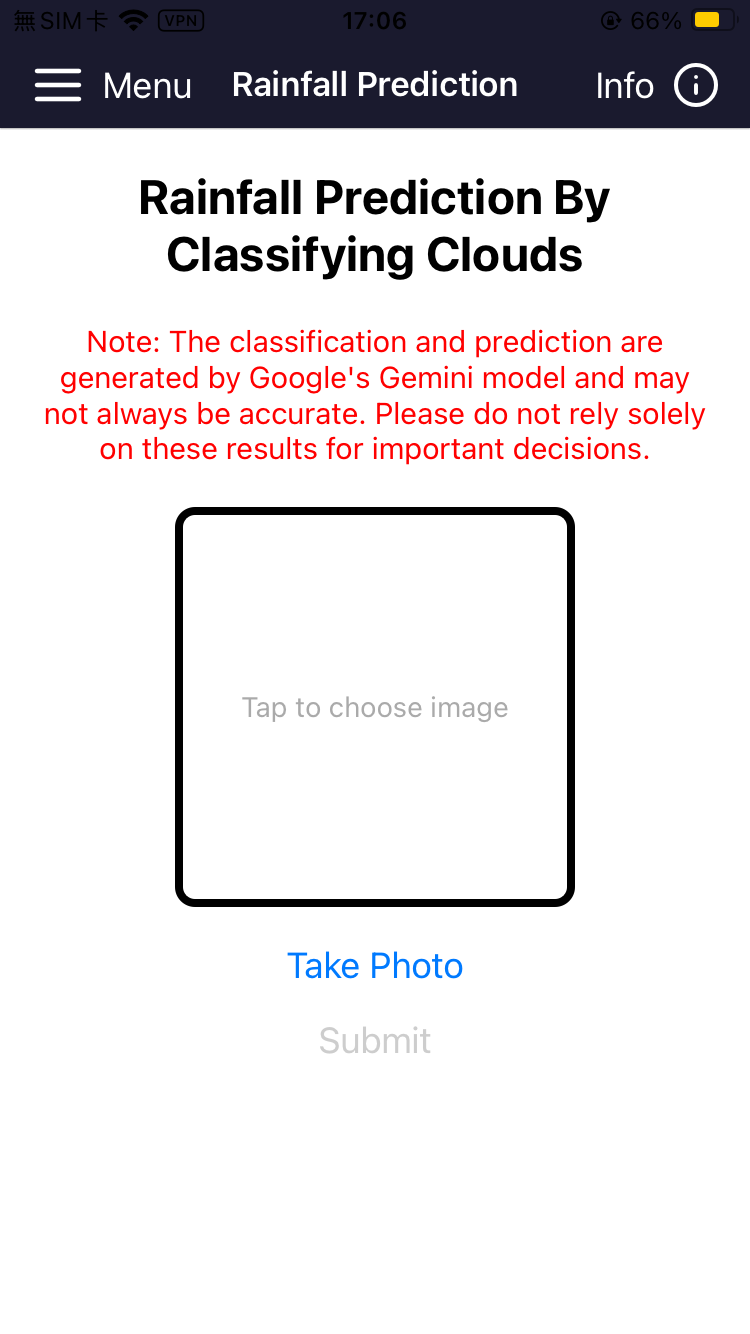 無SIM卡 VPN 17:06 66%
Menu Rainfall Prediction Info
Rainfall Prediction By
Classifying Clouds
Note: The classification and prediction are
generated by Google's Gemini model and may
not always be accurate. Please do not rely solely
on these results for important decisions.
Tap to choose image
Take Photo
Submit